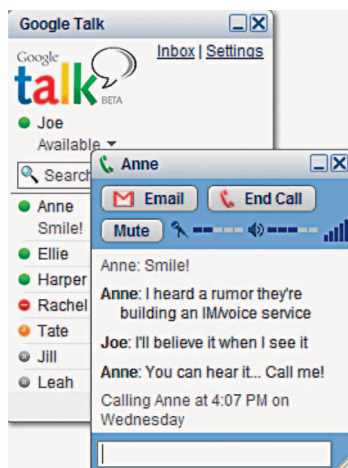 Google Talk
Inbox | Settings
Google
talk
BETA
Joe
Available
Search
Anne
Smile!
Ellie
Harper
Rachel
Tate
Jill
Leah
Anne
Email
End Call
Mute
Anne: Smile!
Anne: I heard a rumor they're
building an IM/voice service
Joe: I'll believe it when I see it
Anne: You can hear it... Call me!
Calling Anne at 4:07 PM on
Wednesday